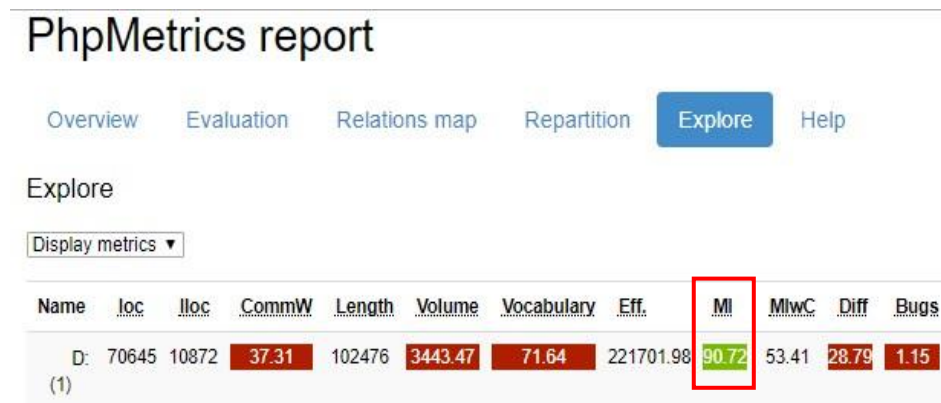 PhpMetrics report
Overview Evaluation Relations map Repartition Explore Help
Explore
Display metrics ▼
Name loc lloc CommW Length Volume Vocabulary Eff. MI MIwC Diff Bugs
D: 70645 10872 37.31 102476 3443.47 71.64 221701.98 90.72 53.41 28.79 1.15
(1)